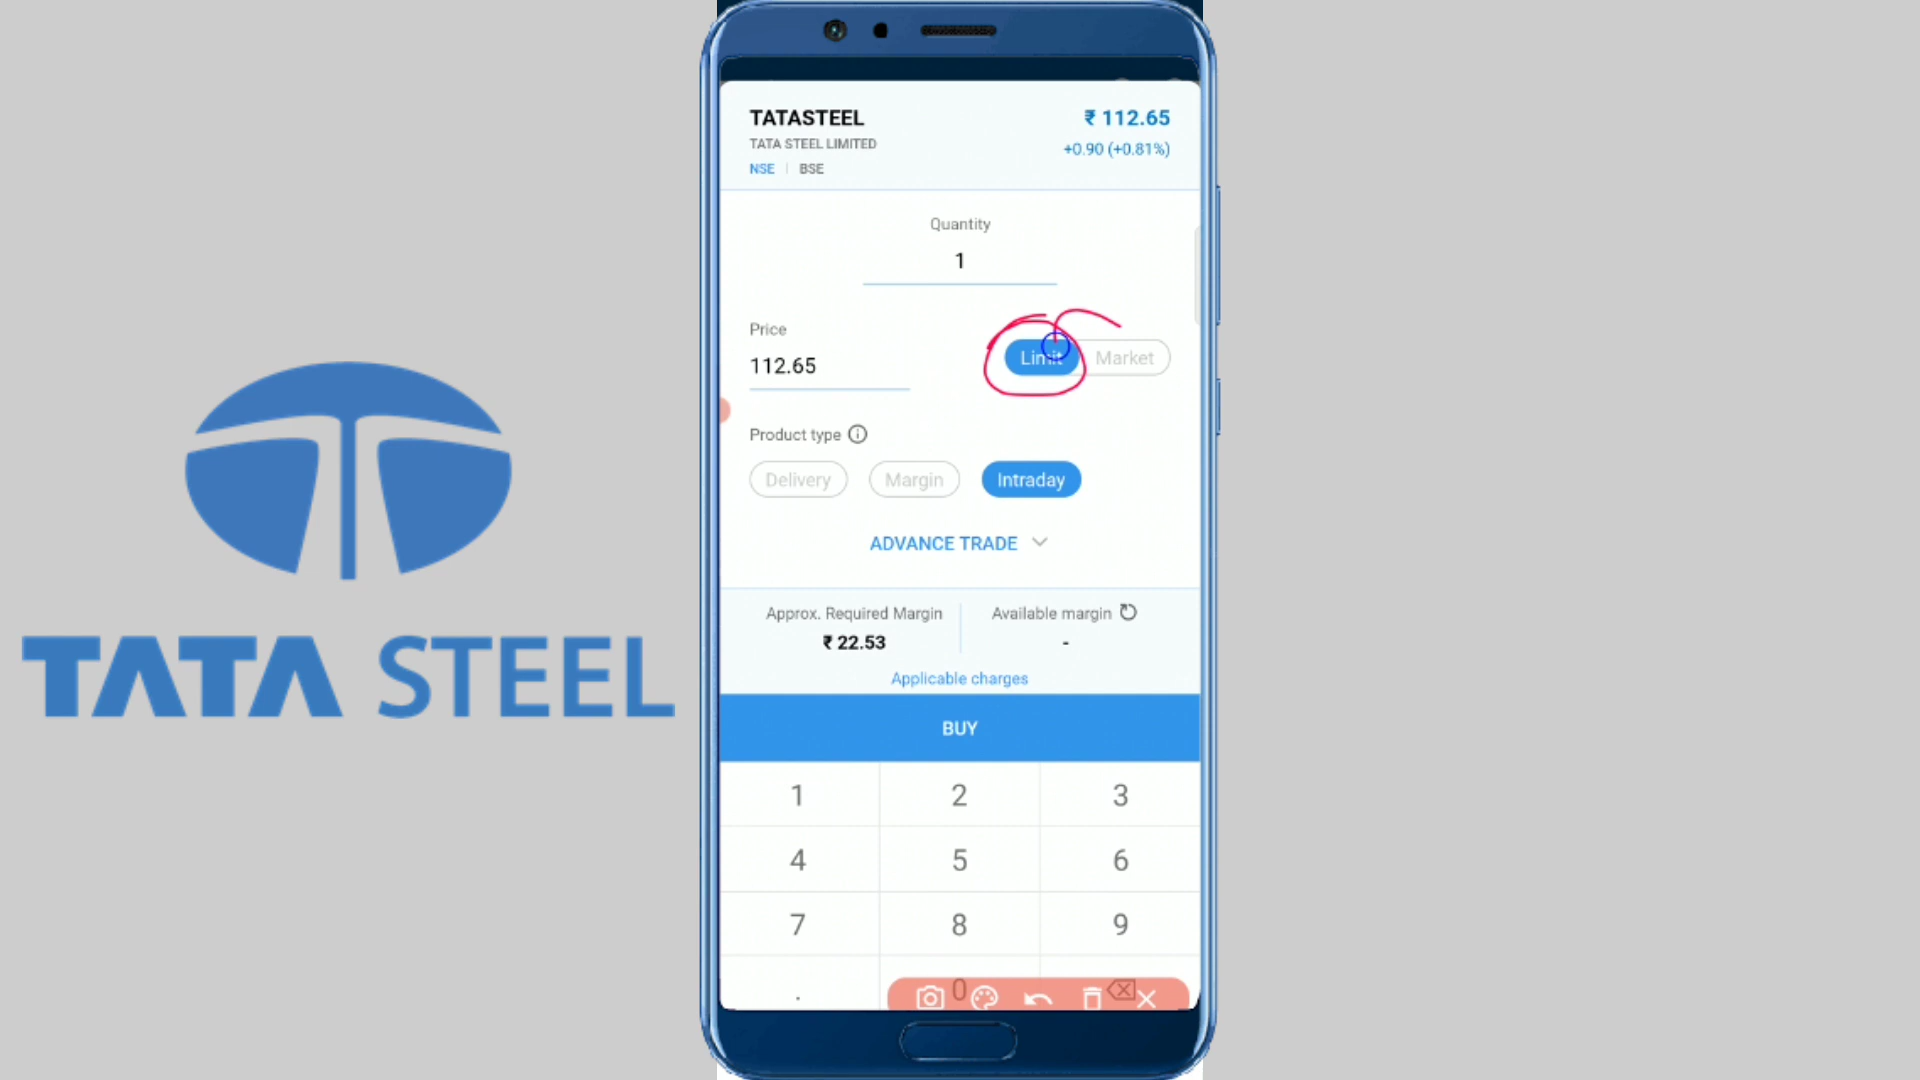 TATA STEEL
TATASTEEL
₹ 112.65
TATA STEEL LIMITED
+0.90 (+0.81%)
NSE | BSE
Quantity
1
Price
112.65
Limit
Market
Product type
Delivery
Margin
Intraday
ADVANCE TRADE
Approx. Required Margin
₹ 22.53
Available margin
-
Applicable charges
BUY
1 2 3
4 5 6
7 8 9
. 0